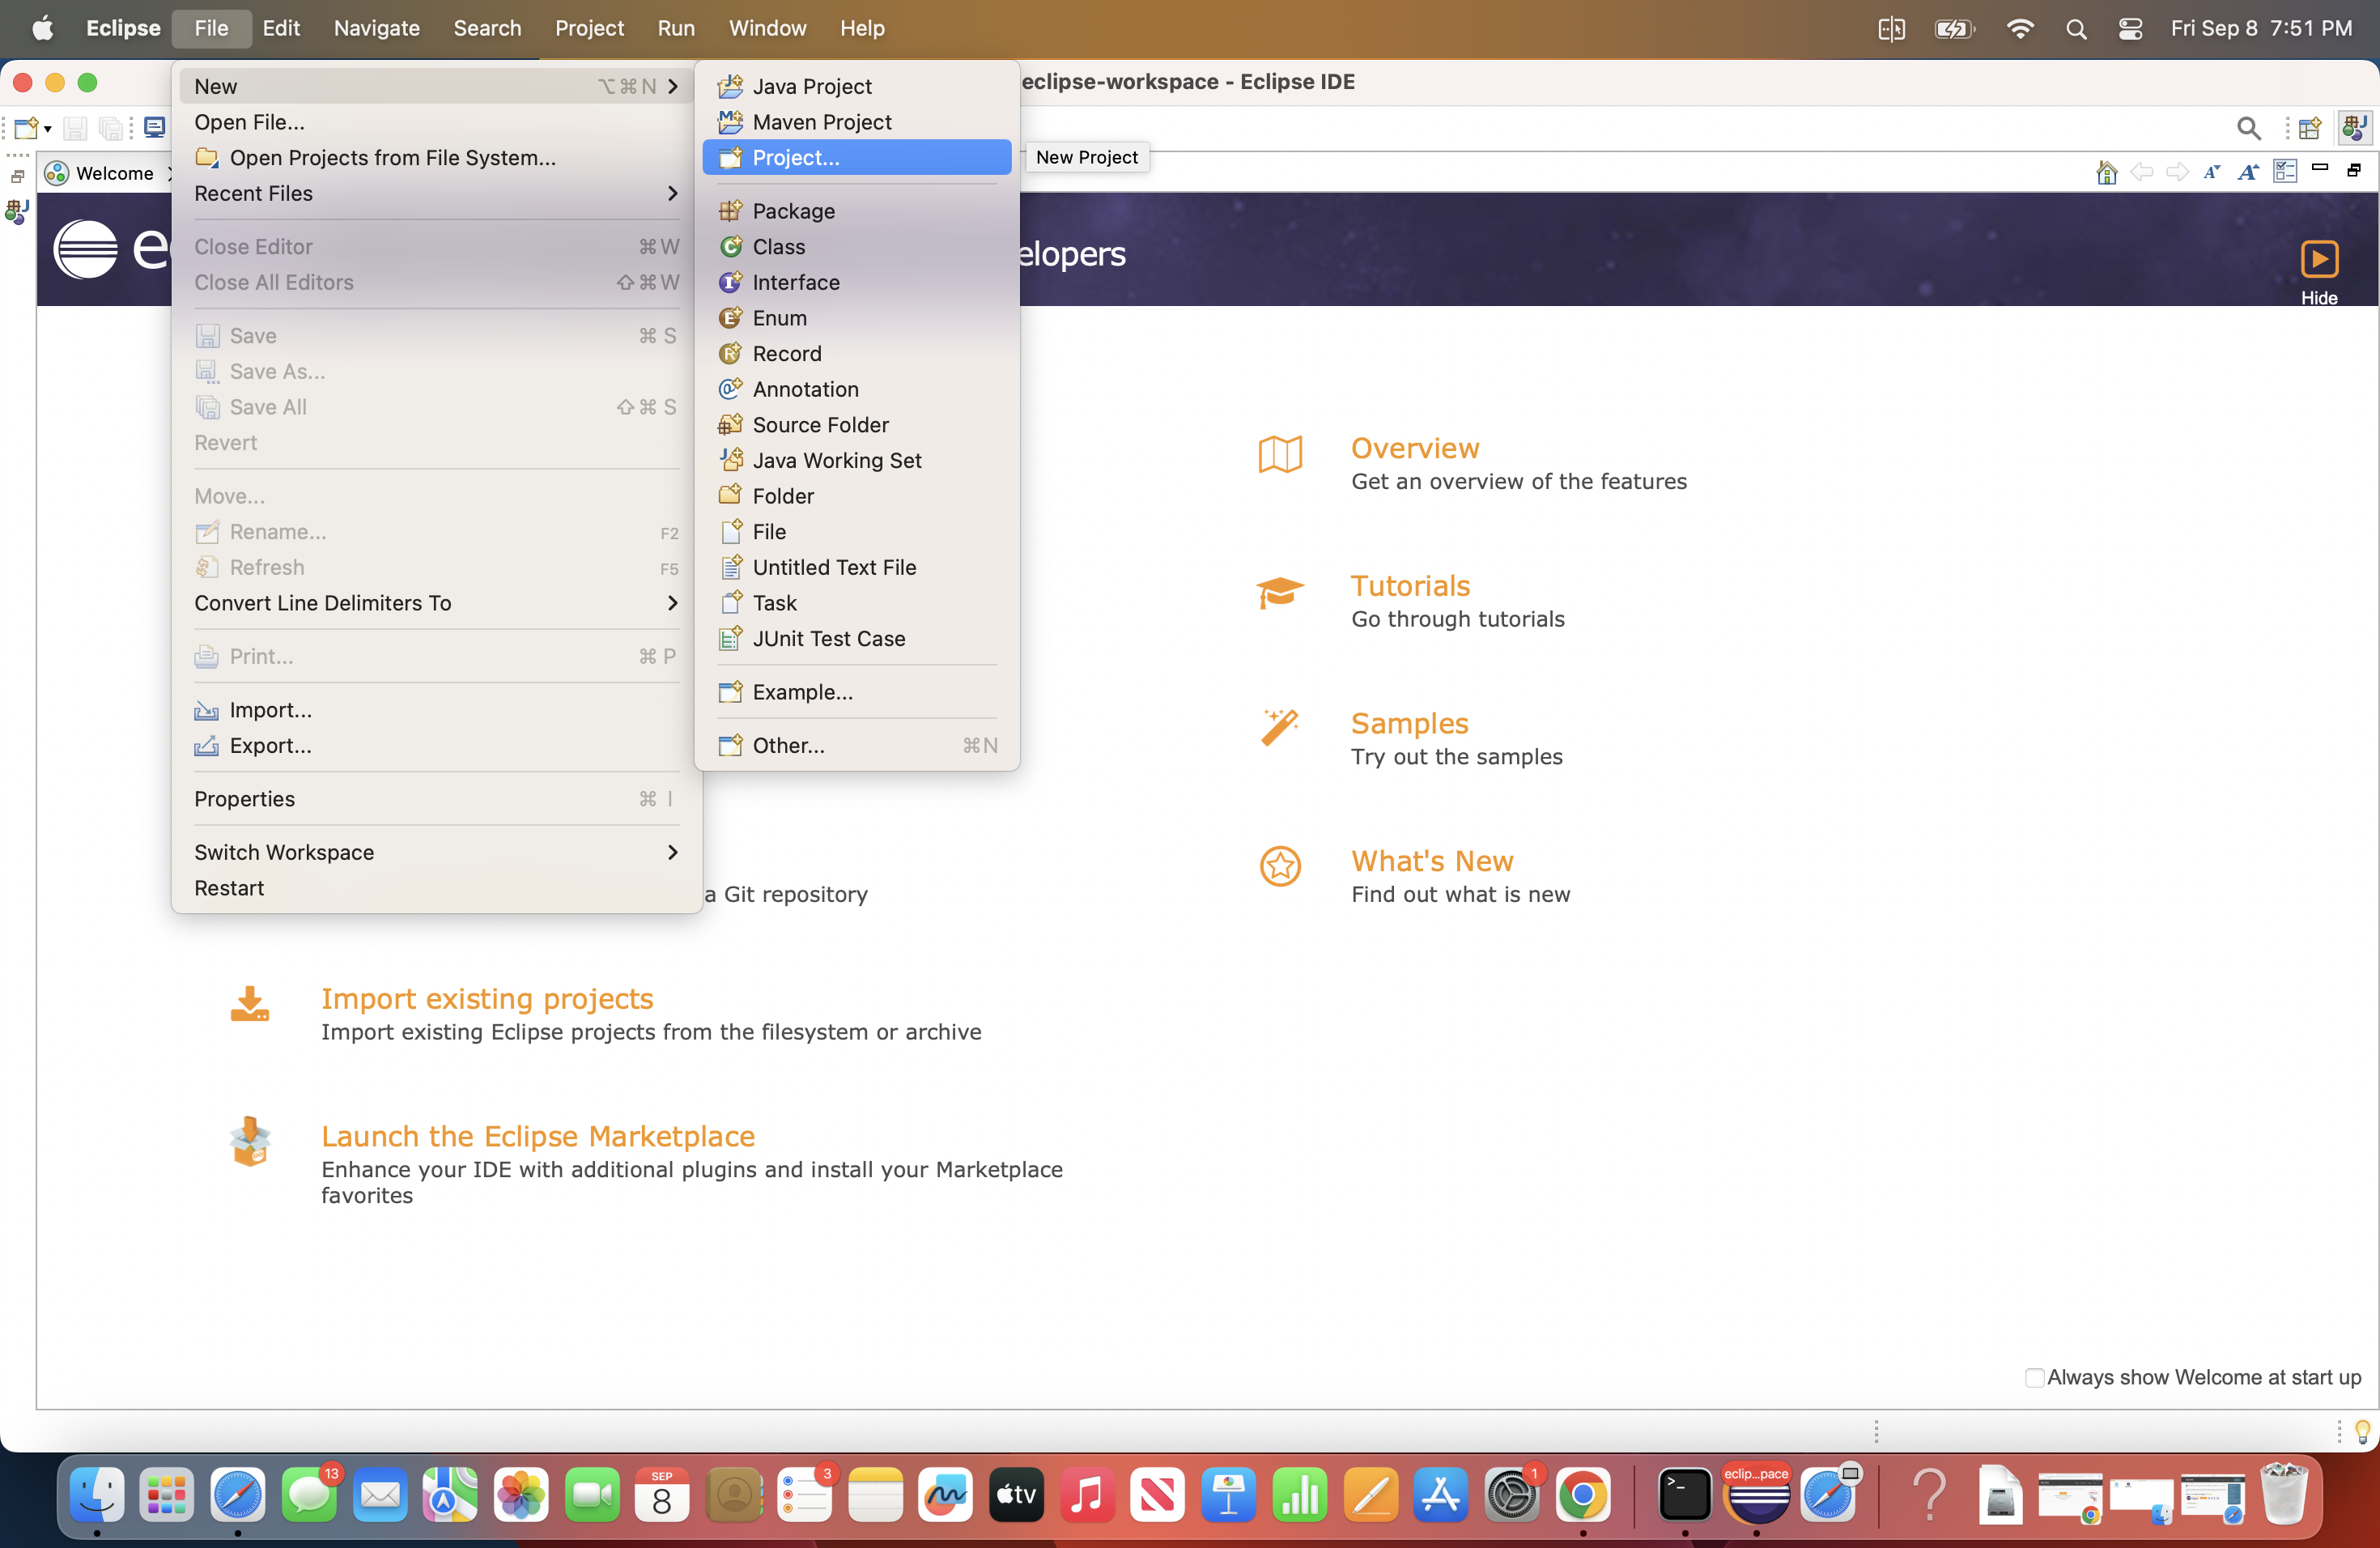 Eclipse File Edit Navigate Search Project Run Window Help Fri Sep 8 7:51 PM
eclipse-workspace - Eclipse IDE
Welcome
elopers
Hide
New ⌥⌘N
Open File...
Open Projects from File System...
Recent Files
Close Editor ⌘W
Close All Editors ⇧⌘W
Save ⌘S
Save As...
Save All ⇧⌘S
Revert
Move...
Rename... F2
Refresh F5
Convert Line Delimiters To
Print... ⌘P
Import...
Export...
Properties ⌘I
Switch Workspace
Restart
Java Project
Maven Project
Project...
New Project
Package
Class
Interface
Enum
Record
Annotation
Source Folder
Java Working Set
Folder
File
Untitled Text File
Task
JUnit Test Case
Example...
Other... ⌘N
a Git repository
Import existing projects
Import existing Eclipse projects from the filesystem or archive
Launch the Eclipse Marketplace
Enhance your IDE with additional plugins and install your Marketplace
favorites
Overview
Get an overview of the features
Tutorials
Go through tutorials
Samples
Try out the samples
What's New
Find out what is new
Always show Welcome at start up
13
SEP
8
3
tv
1
eclip...pace